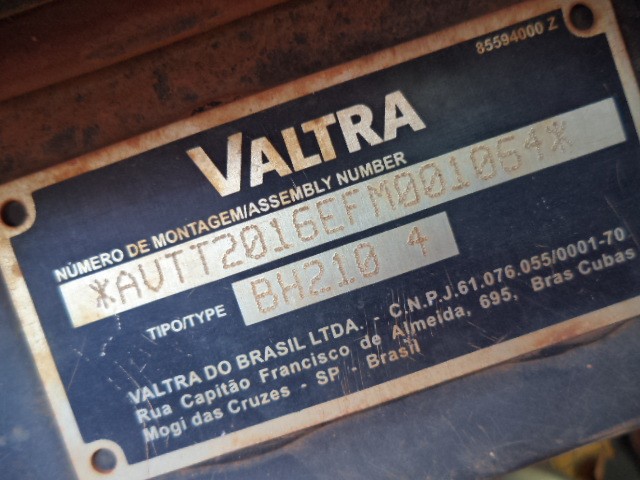 85594000 Z
VALTRA
NÚMERO DE MONTAGEM/ASSEMBLY NUMBER
*AVTT2016EFM001064*
TIPO/TYPE BH210 4
VALTRA DO BRASIL LTDA. - C.N.P.J.61.076.055/0001-70
Rua Capitão Francisco de Almeida, 695, Bras Cubas
Mogi das Cruzes - SP - Brasil